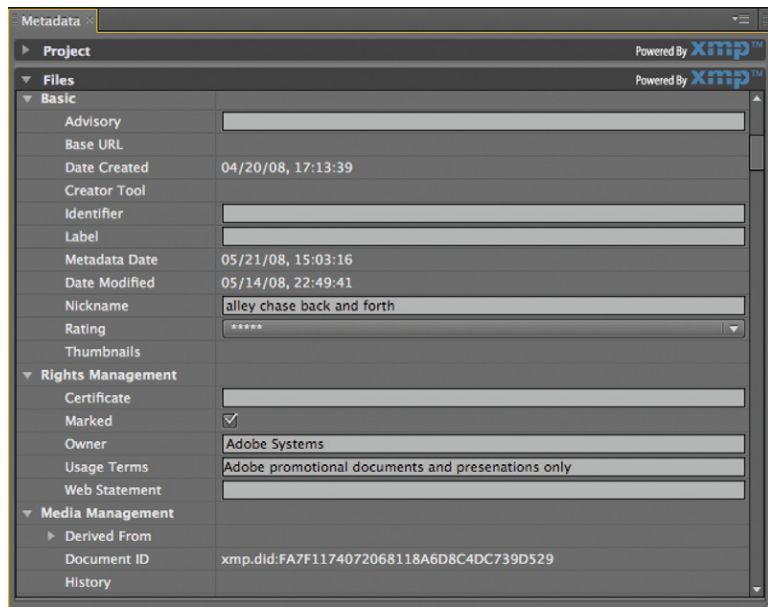 Metadata
Project Powered By xmp™
Files Powered By xmp™
Basic
Advisory
Base URL
Date Created 04/20/08, 17:13:39
Creator Tool
Identifier
Label
Metadata Date 05/21/08, 15:03:16
Date Modified 05/14/08, 22:49:41
Nickname alley chase back and forth
Rating *****
Thumbnails
Rights Management
Certificate
Marked
Owner Adobe Systems
Usage Terms Adobe promotional documents and presenations only
Web Statement
Media Management
Derived From
Document ID xmp.did:FA7F1174072068118A6D8C4DC739D529
History